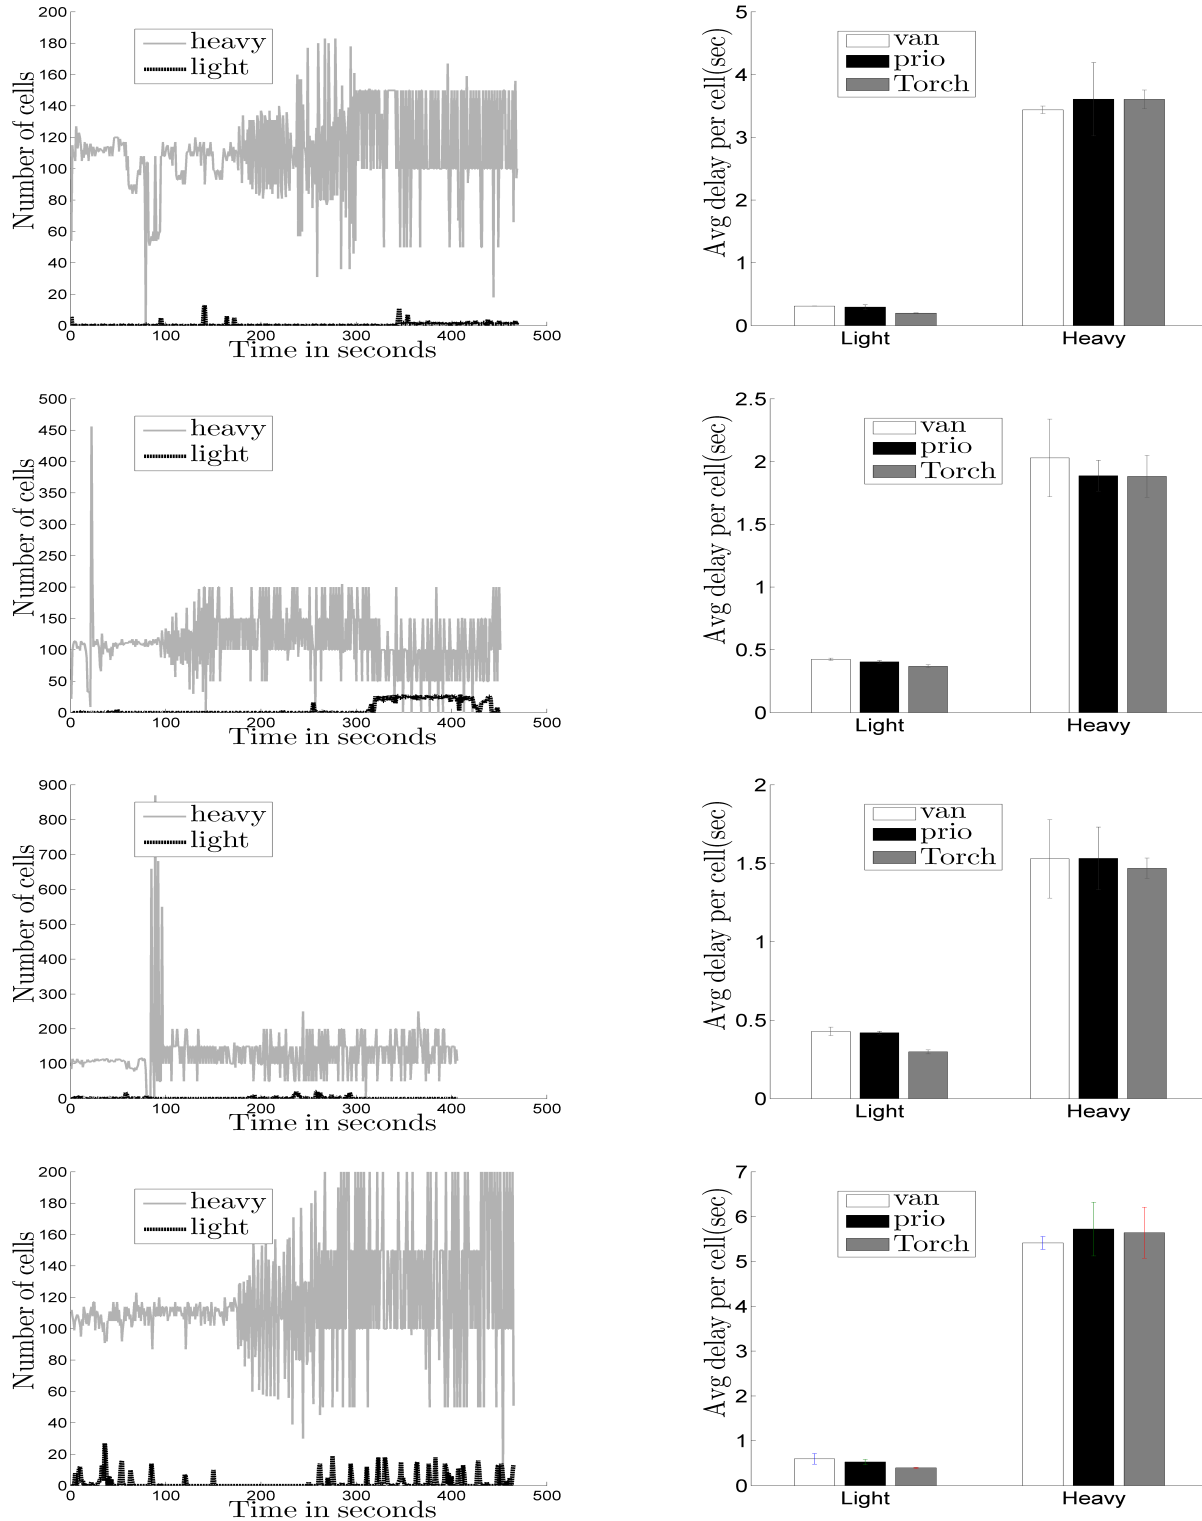 200
180
160
140
120
100
80
60
40
20
0
Number of cells
heavy
light
0 100 200 300 400 500
Time in seconds
5
4
3
2
1
0
Avg delay per cell(sec)
van
prio
Torch
Light Heavy
500
450
400
350
300
250
200
150
100
50
0
Number of cells
heavy
light
0 100 200 300 400 500
Time in seconds
2.5
2
1.5
1
0.5
0
Avg delay per cell(sec)
van
prio
Torch
Light Heavy
900
800
700
600
500
400
300
200
100
0
Number of cells
heavy
light
0 100 200 300 400 500
Time in seconds
2
1.5
1
0.5
0
Avg delay per cell(sec)
van
prio
Torch
Light Heavy
200
180
160
140
120
100
80
60
40
20
0
Number of cells
heavy
light
0 100 200 300 400 500
Time in seconds
7
6
5
4
3
2
1
0
Avg delay per cell(sec)
van
prio
Torch
Light Heavy